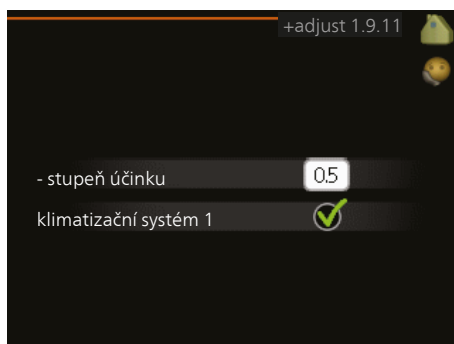 +adjust 1.9.11
- stupeň účinku 0.5
klimatizační systém 1